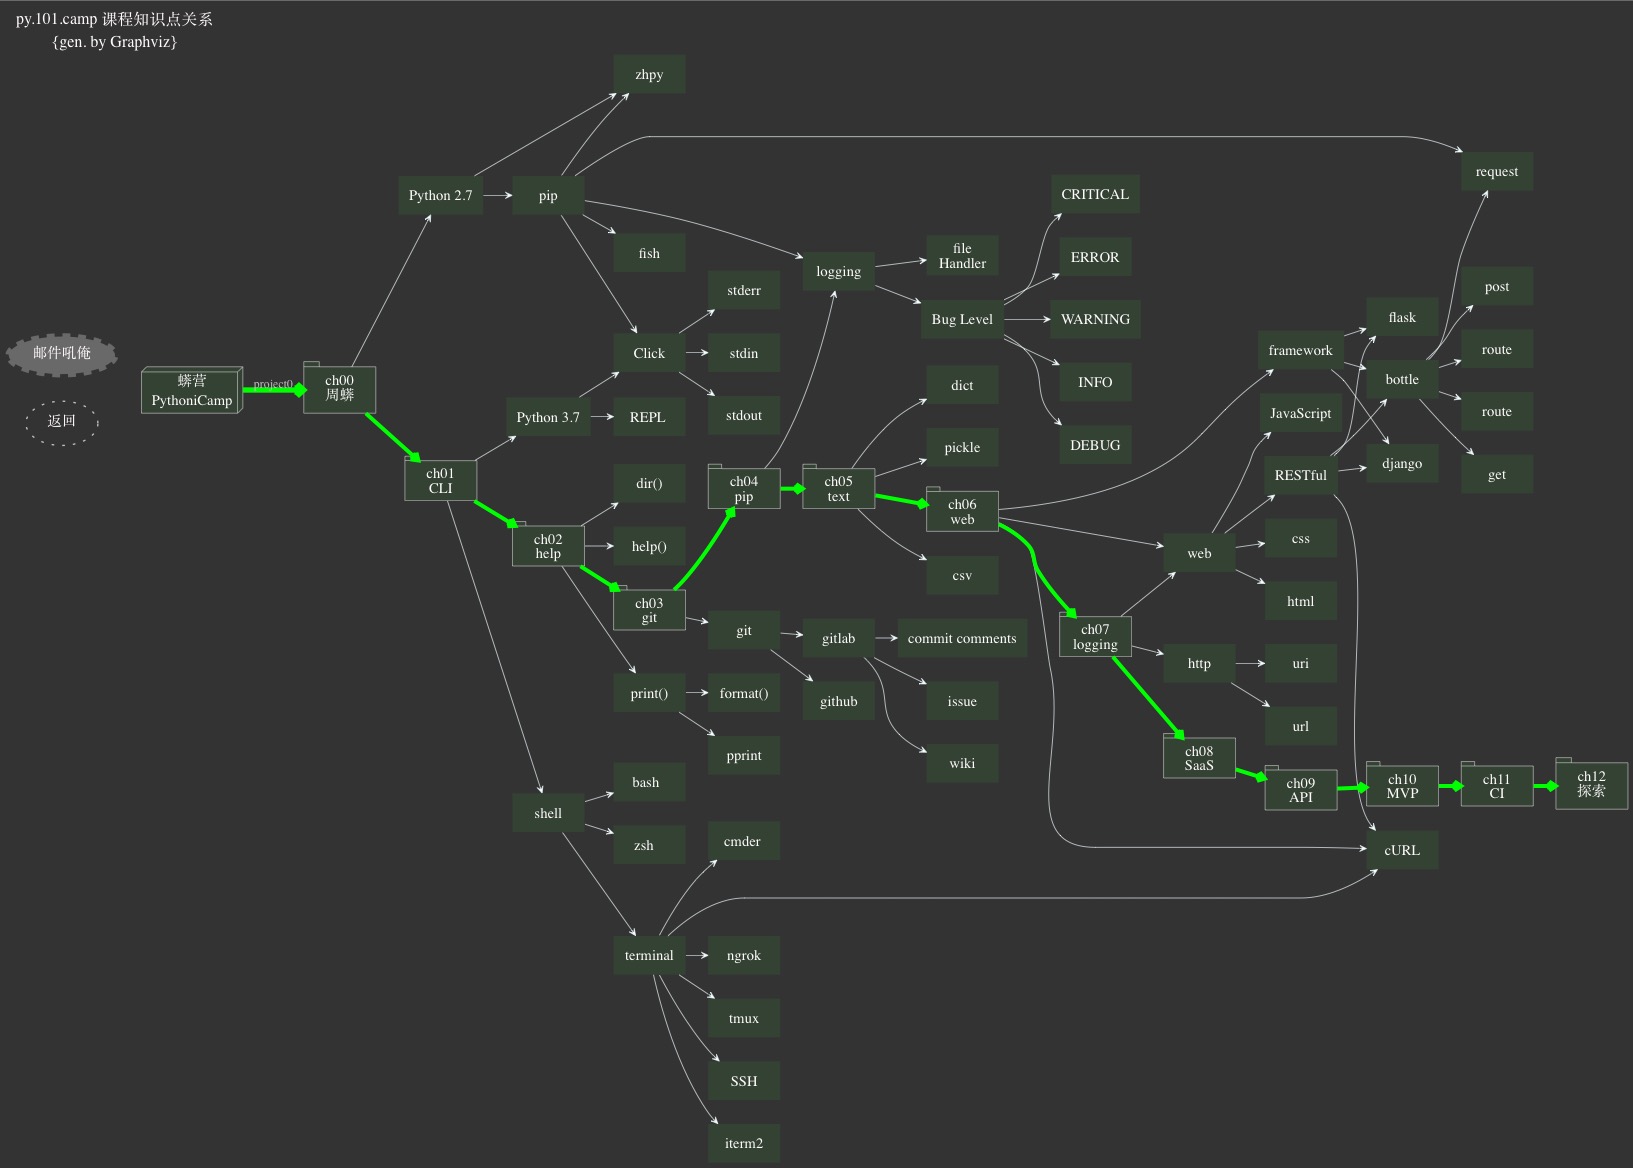 py.101.camp 课程知识点关系
{gen. by Graphviz}
zhpy
request
Python 2.7
pip
CRITICAL
fish
file
Handler
ERROR
logging
stderr
post
Bug Level
WARNING
flask
邮件吼俺
Click
stdin
framework
route
蟒营
PythoniCamp
project0
ch00
周蟒
dict
INFO
bottle
Python 3.7
REPL
stdout
JavaScript
route
返回
pickle
DEBUG
ch01
CLI
dir()
ch04
pip
ch05
text
ch06
web
RESTful
django
get
ch02
help
help()
csv
web
css
html
ch03
git
git
gitlab
commit comments
ch07
logging
http
uri
print()
format()
github
issue
url
pprint
wiki
ch08
SaaS
ch09
API
ch10
MVP
ch11
CI
ch12
探索
bash
shell
zsh
cmder
cURL
terminal
ngrok
tmux
SSH
iterm2